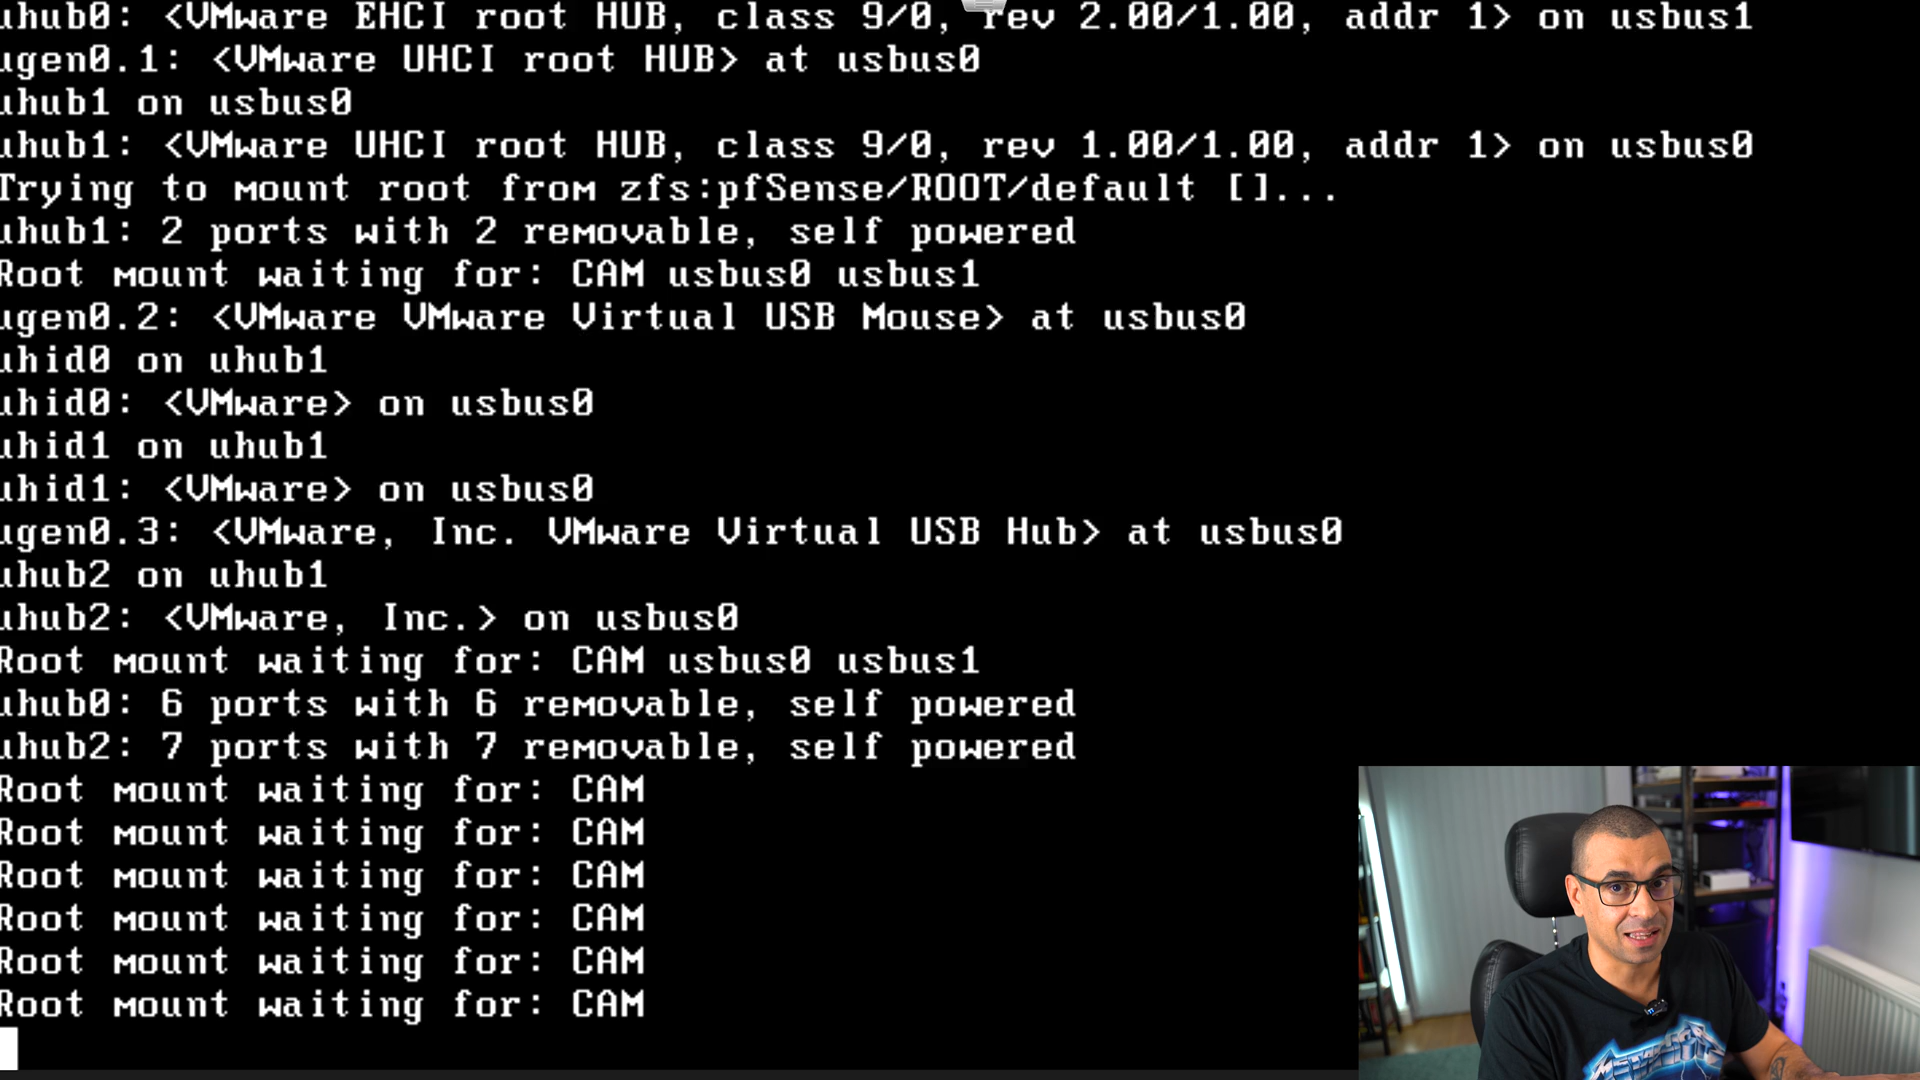 uhub0: <VMware EHCI root HUB, class 9/0, rev 2.00/1.00, addr 1> on usbus1
ugen0.1: <VMware UHCI root HUB> at usbus0
uhub1 on usbus0
uhub1: <VMware UHCI root HUB, class 9/0, rev 1.00/1.00, addr 1> on usbus0
Trying to mount root from zfs:pfSense/ROOT/default []...
uhub1: 2 ports with 2 removable, self powered
Root mount waiting for: CAM usbus0 usbus1
ugen0.2: <VMware VMware Virtual USB Mouse> at usbus0
uhid0 on uhub1
uhid0: <VMware> on usbus0
uhid1 on uhub1
uhid1: <VMware> on usbus0
ugen0.3: <VMware, Inc. VMware Virtual USB Hub> at usbus0
uhub2 on uhub1
uhub2: <VMware, Inc.> on usbus0
Root mount waiting for: CAM usbus0 usbus1
uhub0: 6 ports with 6 removable, self powered
uhub2: 7 ports with 7 removable, self powered
Root mount waiting for: CAM
Root mount waiting for: CAM
Root mount waiting for: CAM
Root mount waiting for: CAM
Root mount waiting for: CAM
Root mount waiting for: CAM
METALLICA